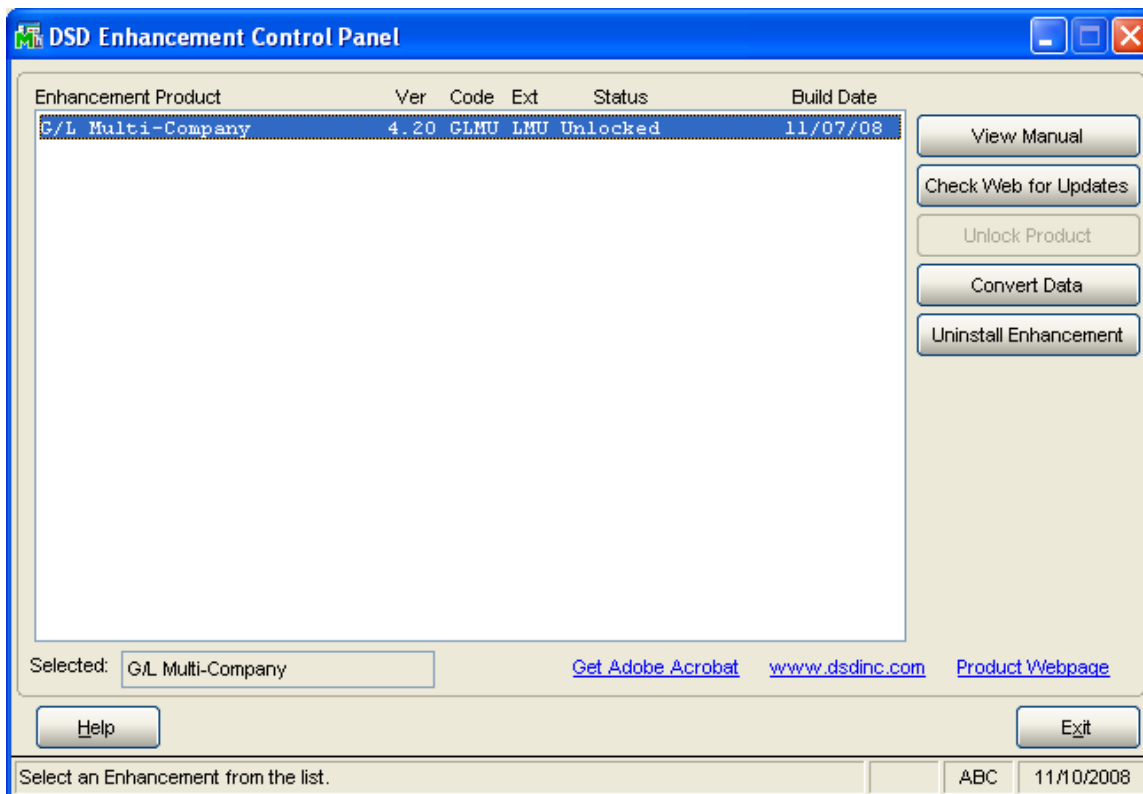 DSD Enhancement Control Panel
Enhancement Product Ver Code Ext Status Build Date
G/L Multi-Company 4.20 GLMU LMU Unlocked 11/07/08
View Manual
Check Web for Updates
Unlock Product
Convert Data
Uninstall Enhancement
Selected: G/L Multi-Company Get Adobe Acrobat www.dsdinc.com Product Webpage
Help Exit
Select an Enhancement from the list. ABC 11/10/2008